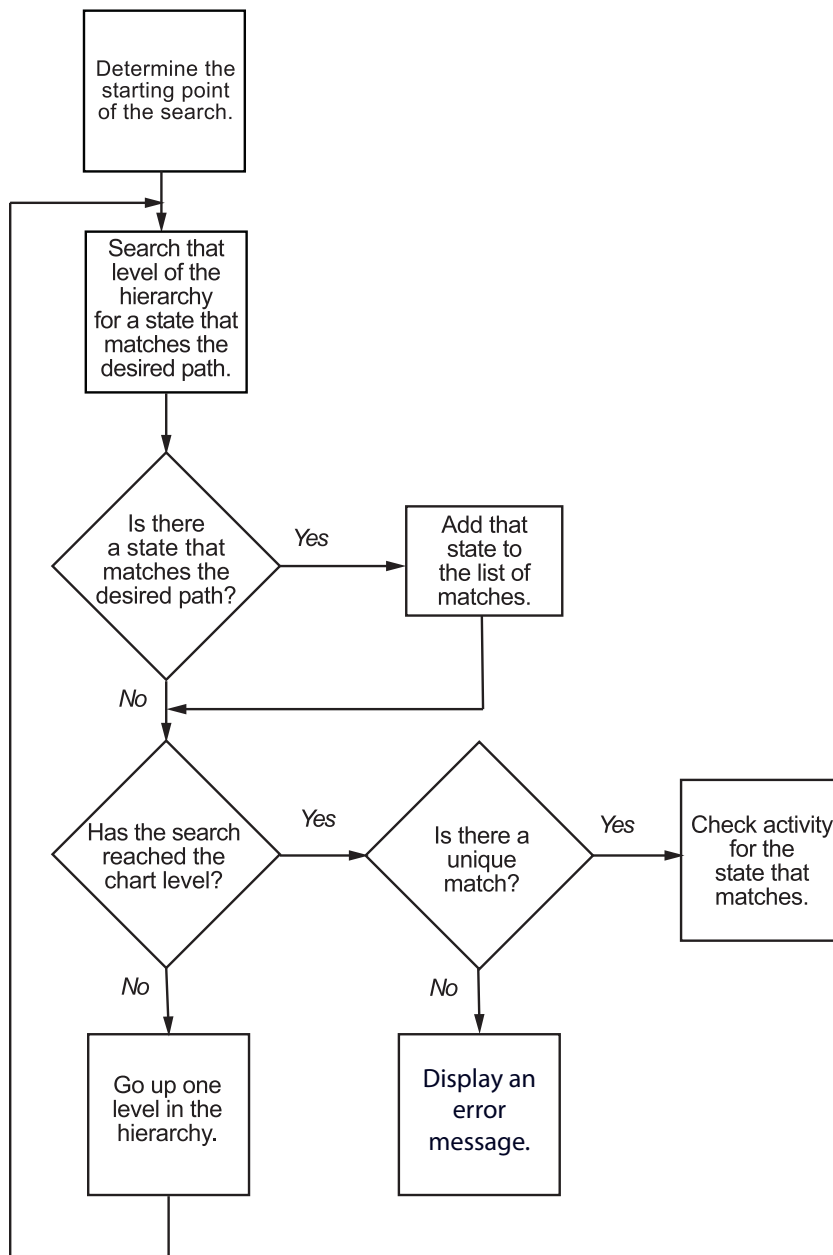 Determine the
starting point
of the search.
Search that
level of the
hierarchy
for a state that
matches the
desired path.
Is there
a state that
matches the
desired path?
Yes
Add that
state to
the list of
matches.
No
Has the search
reached the
chart level?
Yes
Is there a
unique
match?
Yes
Check activity
for the
state that
matches.
No
No
Go up one
level in the
hierarchy.
Display an
error
message.